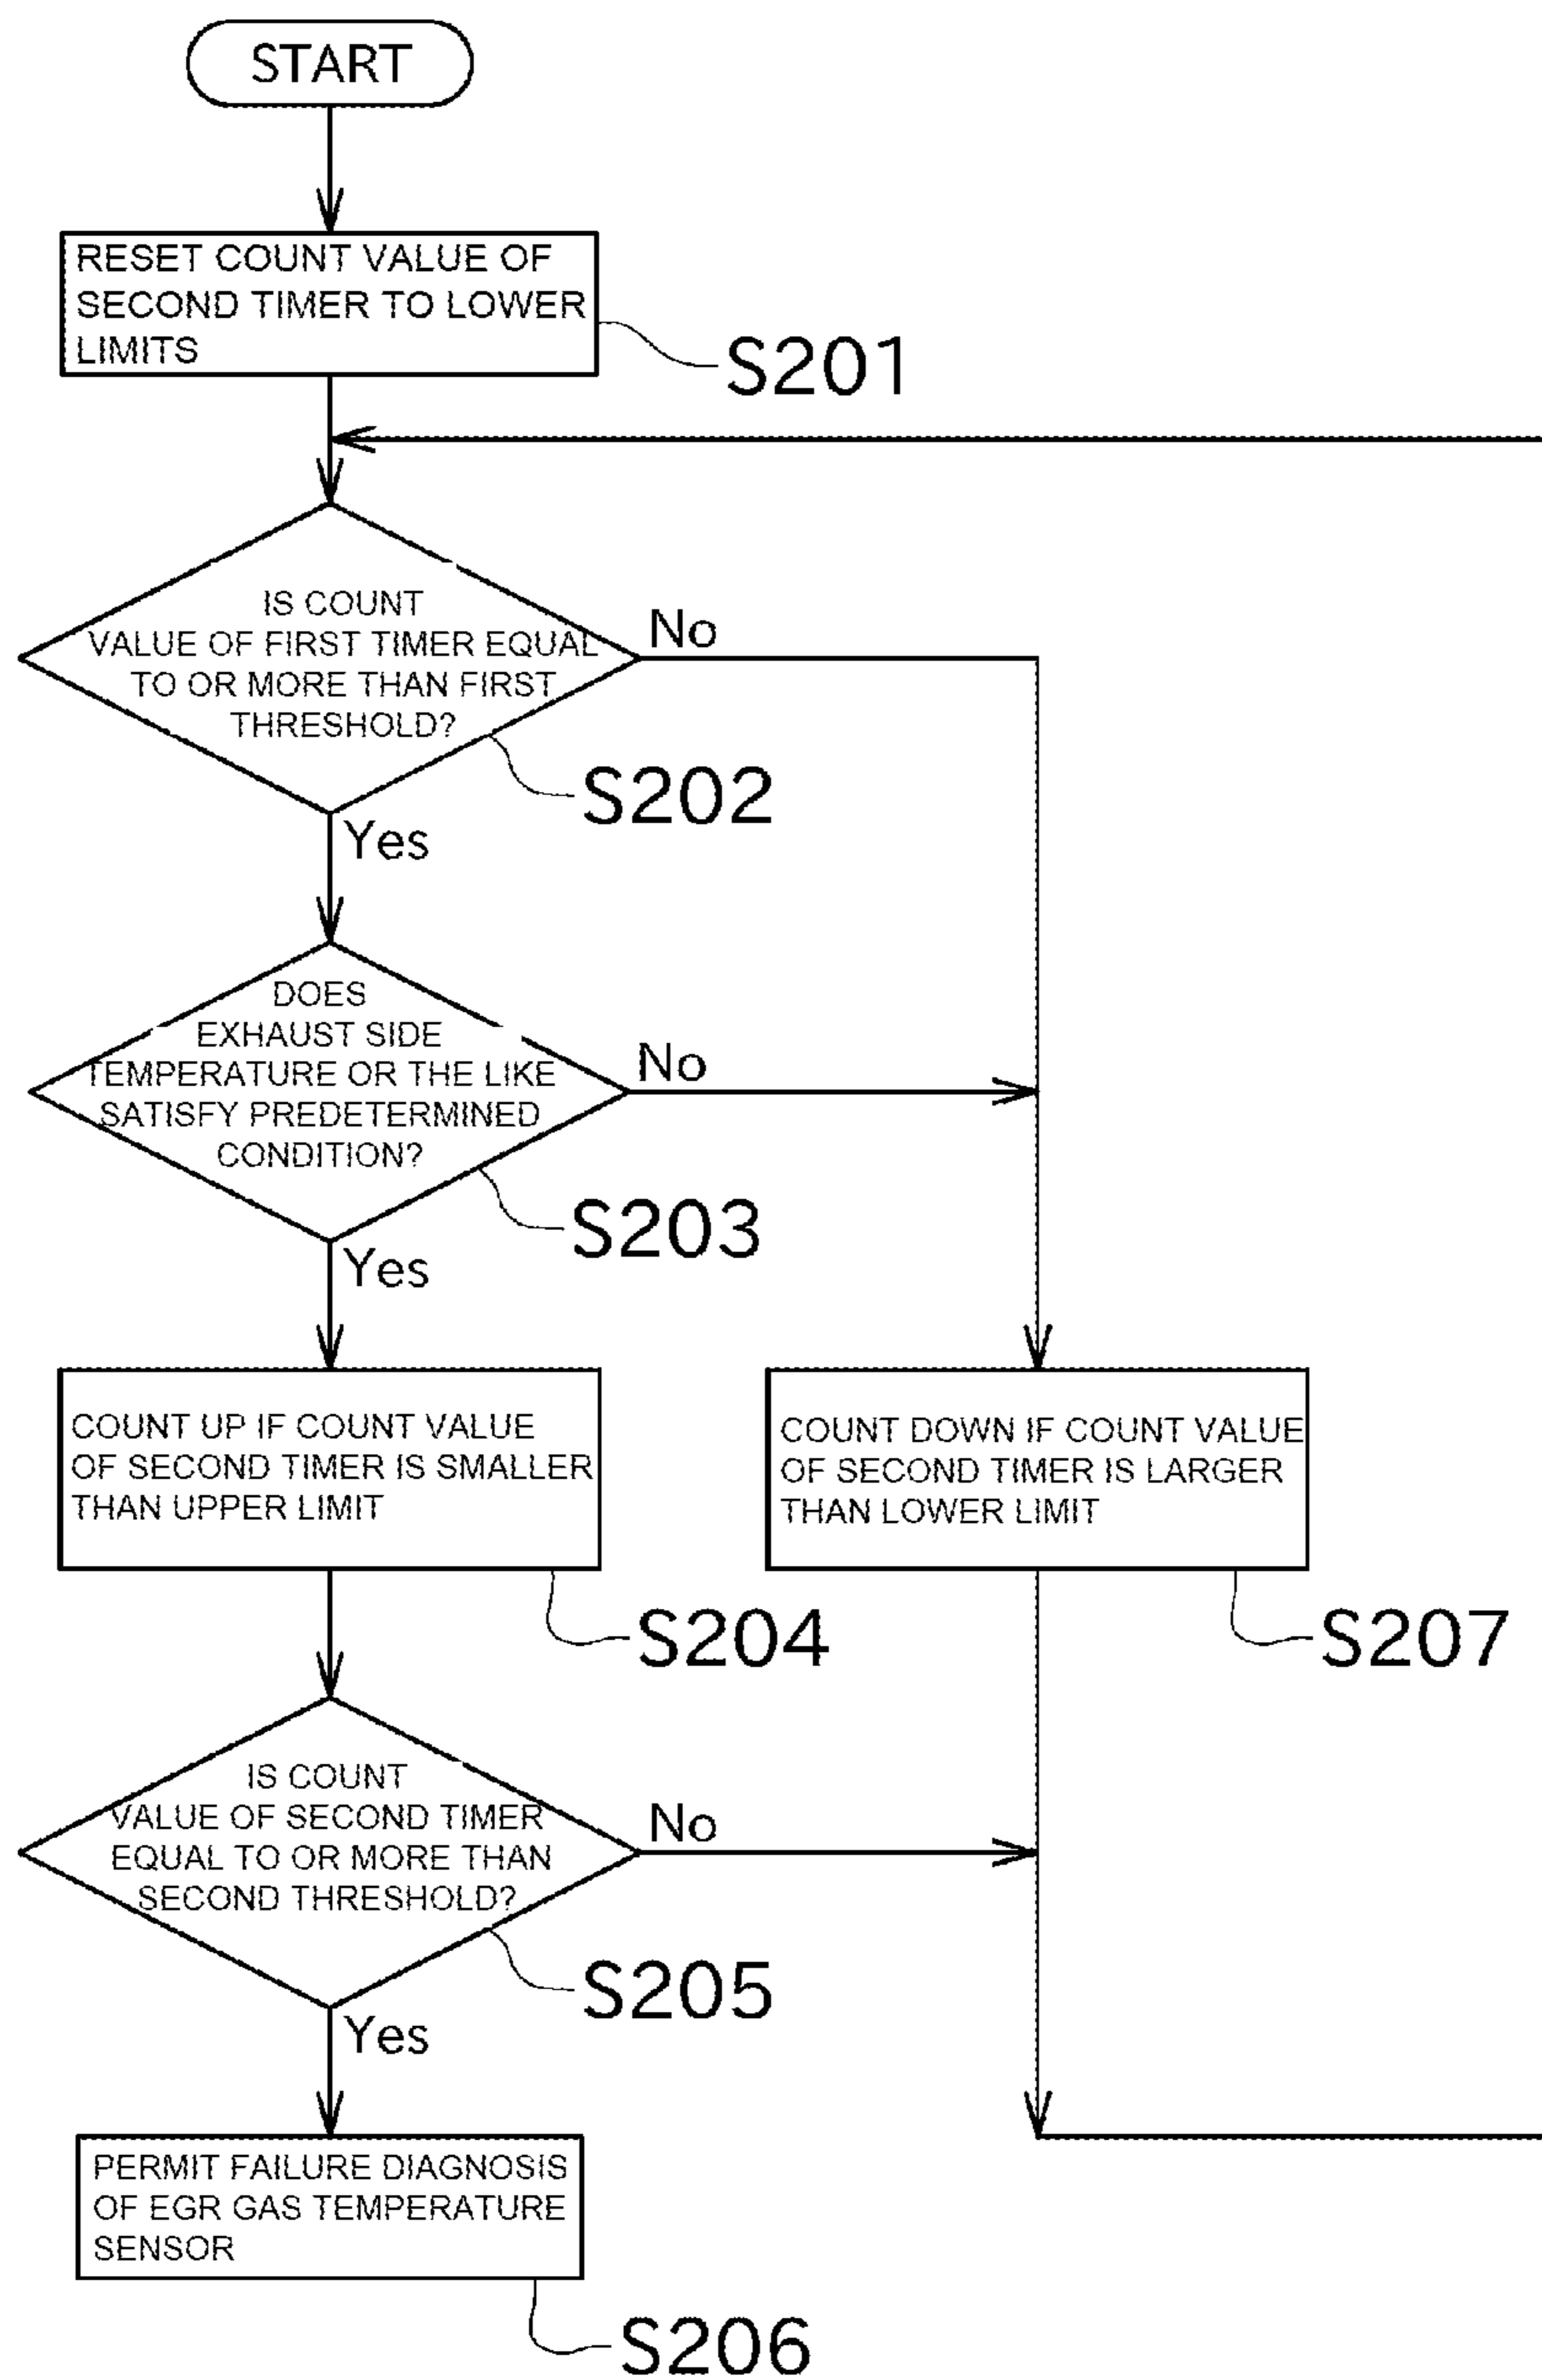 START
RESET COUNT VALUE OF
SECOND TIMER TO LOWER
LIMITS
S201
IS COUNT
VALUE OF FIRST TIMER EQUAL
TO OR MORE THAN FIRST
THRESHOLD?
No
S202
Yes
DOES
EXHAUST SIDE
TEMPERATURE OR THE LIKE
SATISFY PREDETERMINED
CONDITION?
No
S203
Yes
COUNT UP IF COUNT VALUE
OF SECOND TIMER IS SMALLER
THAN UPPER LIMIT
S204
COUNT DOWN IF COUNT VALUE
OF SECOND TIMER IS LARGER
THAN LOWER LIMIT
S207
IS COUNT
VALUE OF SECOND TIMER
EQUAL TO OR MORE THAN
SECOND THRESHOLD?
No
S205
Yes
PERMIT FAILURE DIAGNOSIS
OF EGR GAS TEMPERATURE
SENSOR
S206